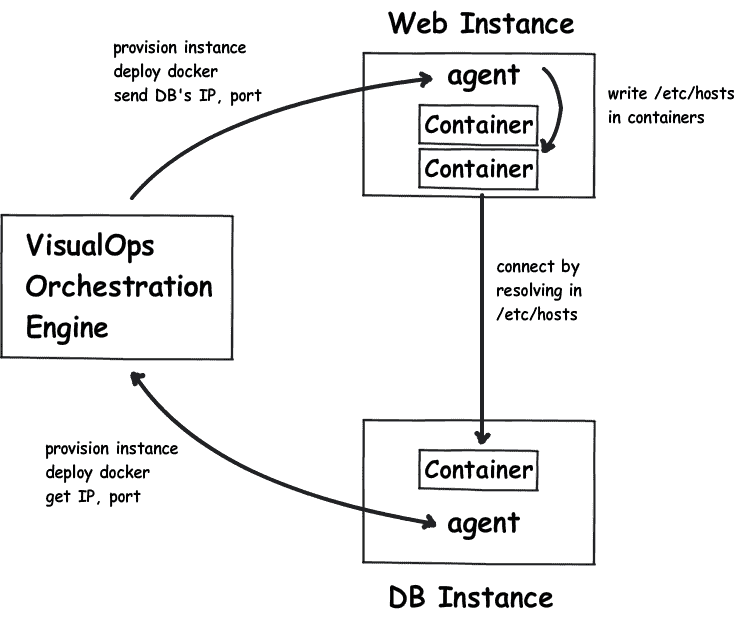 Web Instance
provision instance
deploy docker
send DB's IP, port
agent
Container
Container
write /etc/hosts
in containers
VisualOps
Orchestration
Engine
connect by
resolving in
/etc/hosts
provision instance
deploy docker
get IP, port
Container
agent
DB Instance